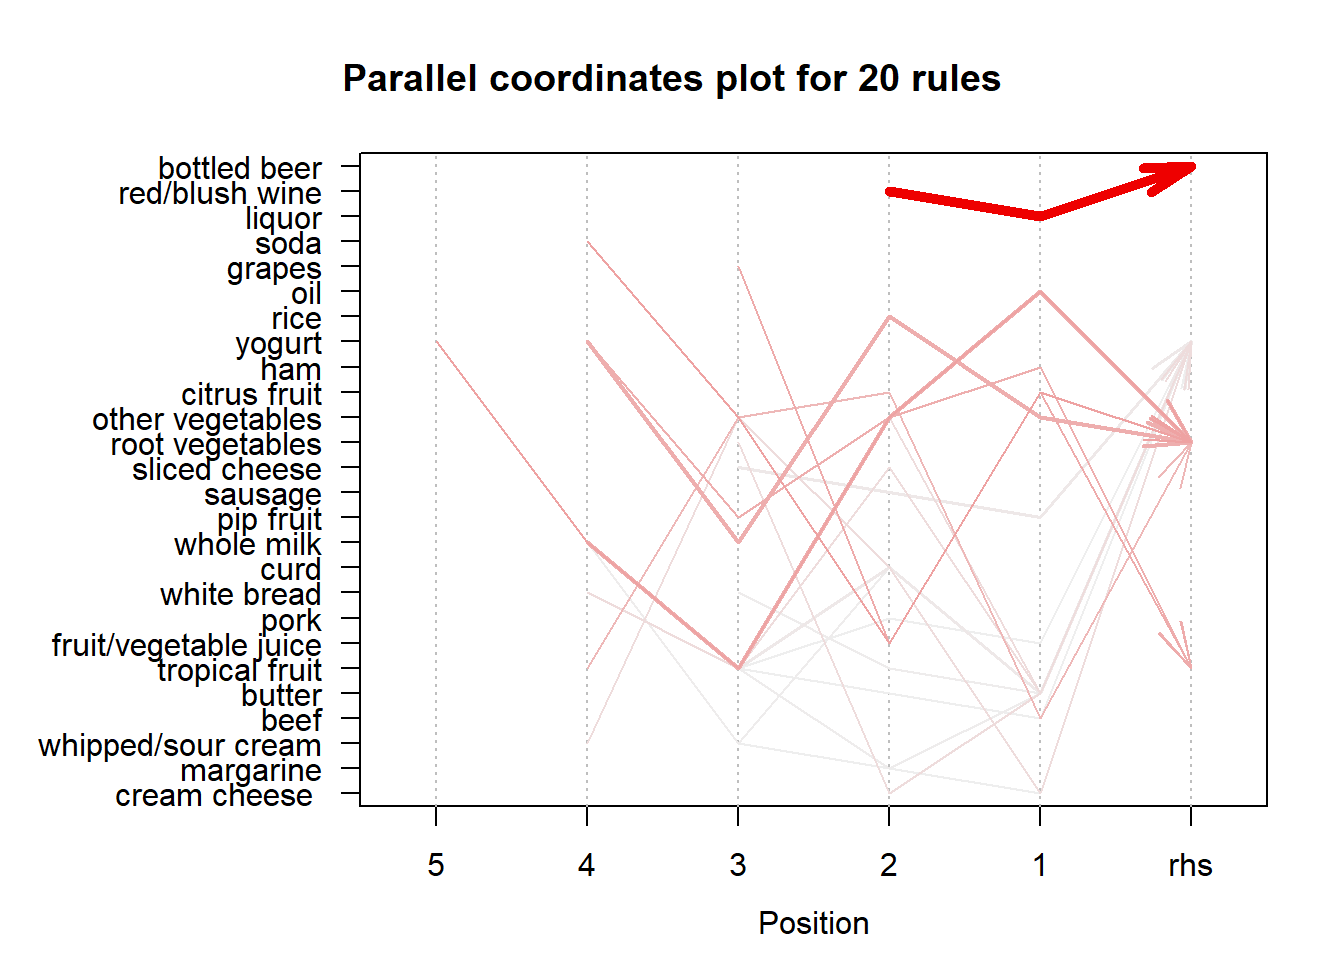 Parallel coordinates plot for 20 rules
bottled beer
red/blush wine
liquor
soda
grapes
oil
rice
yogurt
ham
citrus fruit
other vegetables
root vegetables
sliced cheese
sausage
pip fruit
whole milk
curd
white bread
pork
fruit/vegetable juice
tropical fruit
butter
beef
whipped/sour cream
margarine
cream cheese
5 4 3 2 1 rhs
Position